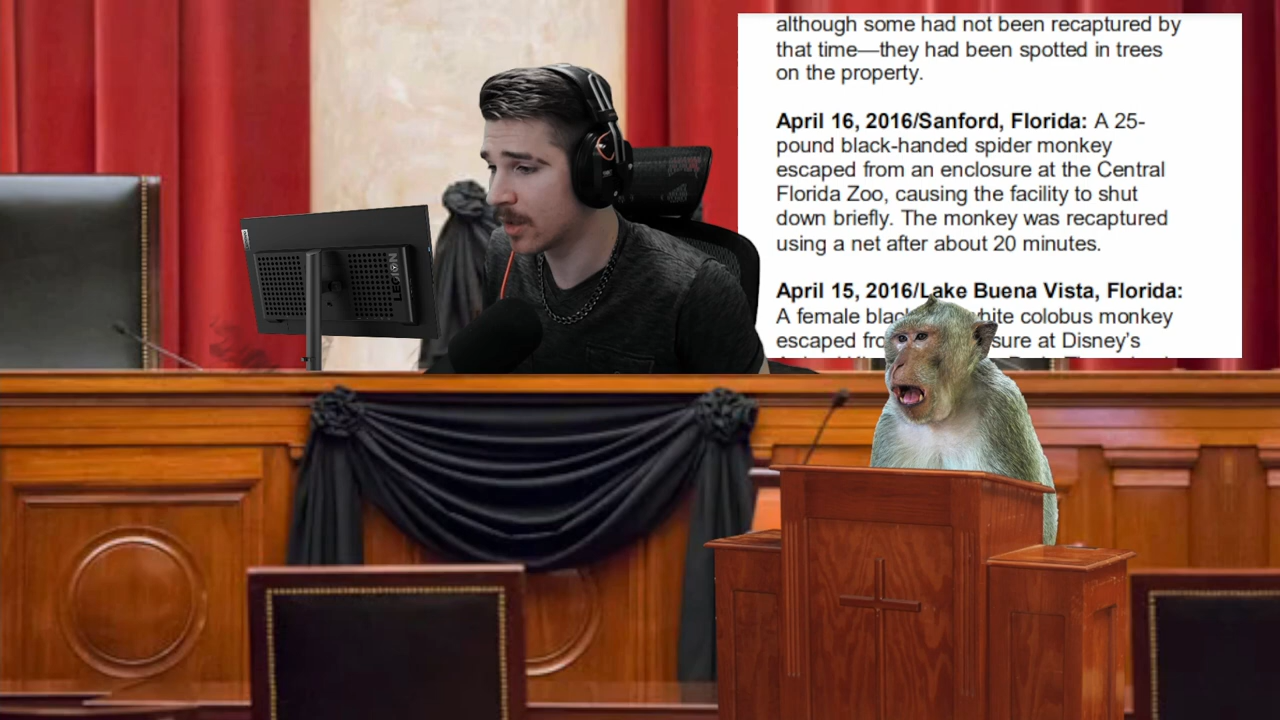 although some had not been recaptured by
that time—they had been spotted in trees
on the property.
April 16, 2016/Sanford, Florida: A 25-
pound black-handed spider monkey
escaped from an enclosure at the Central
Florida Zoo, causing the facility to shut
down briefly. The monkey was recaptured
using a net after about 20 minutes.
April 15, 2016/Lake Buena Vista, Florida:
A female blac white colobus monkey
escaped fro sure at Disney's
LEGION